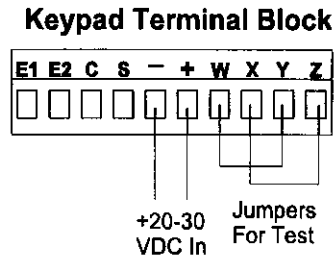 Keypad Terminal Block
E1 E2 C S − + W X Y Z
+20-30
VDC In
Jumpers
For Test